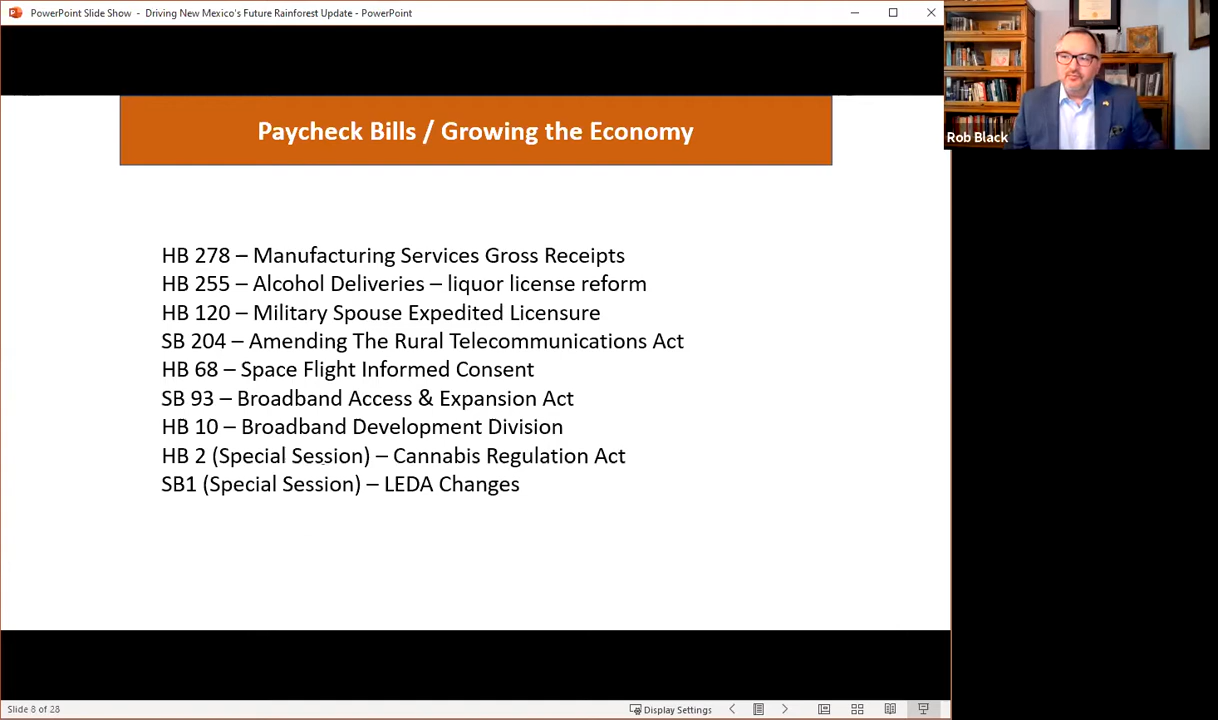 PowerPoint Slide Show - Driving New Mexico's Future Rainforest Update - PowerPoint
Rob Black
Paycheck Bills / Growing the Economy
HB 278 – Manufacturing Services Gross Receipts
HB 255 – Alcohol Deliveries – liquor license reform
HB 120 – Military Spouse Expedited Licensure
SB 204 – Amending The Rural Telecommunications Act
HB 68 – Space Flight Informed Consent
SB 93 – Broadband Access & Expansion Act
HB 10 – Broadband Development Division
HB 2 (Special Session) – Cannabis Regulation Act
SB1 (Special Session) – LEDA Changes
Slide 8 of 28
Display Settings